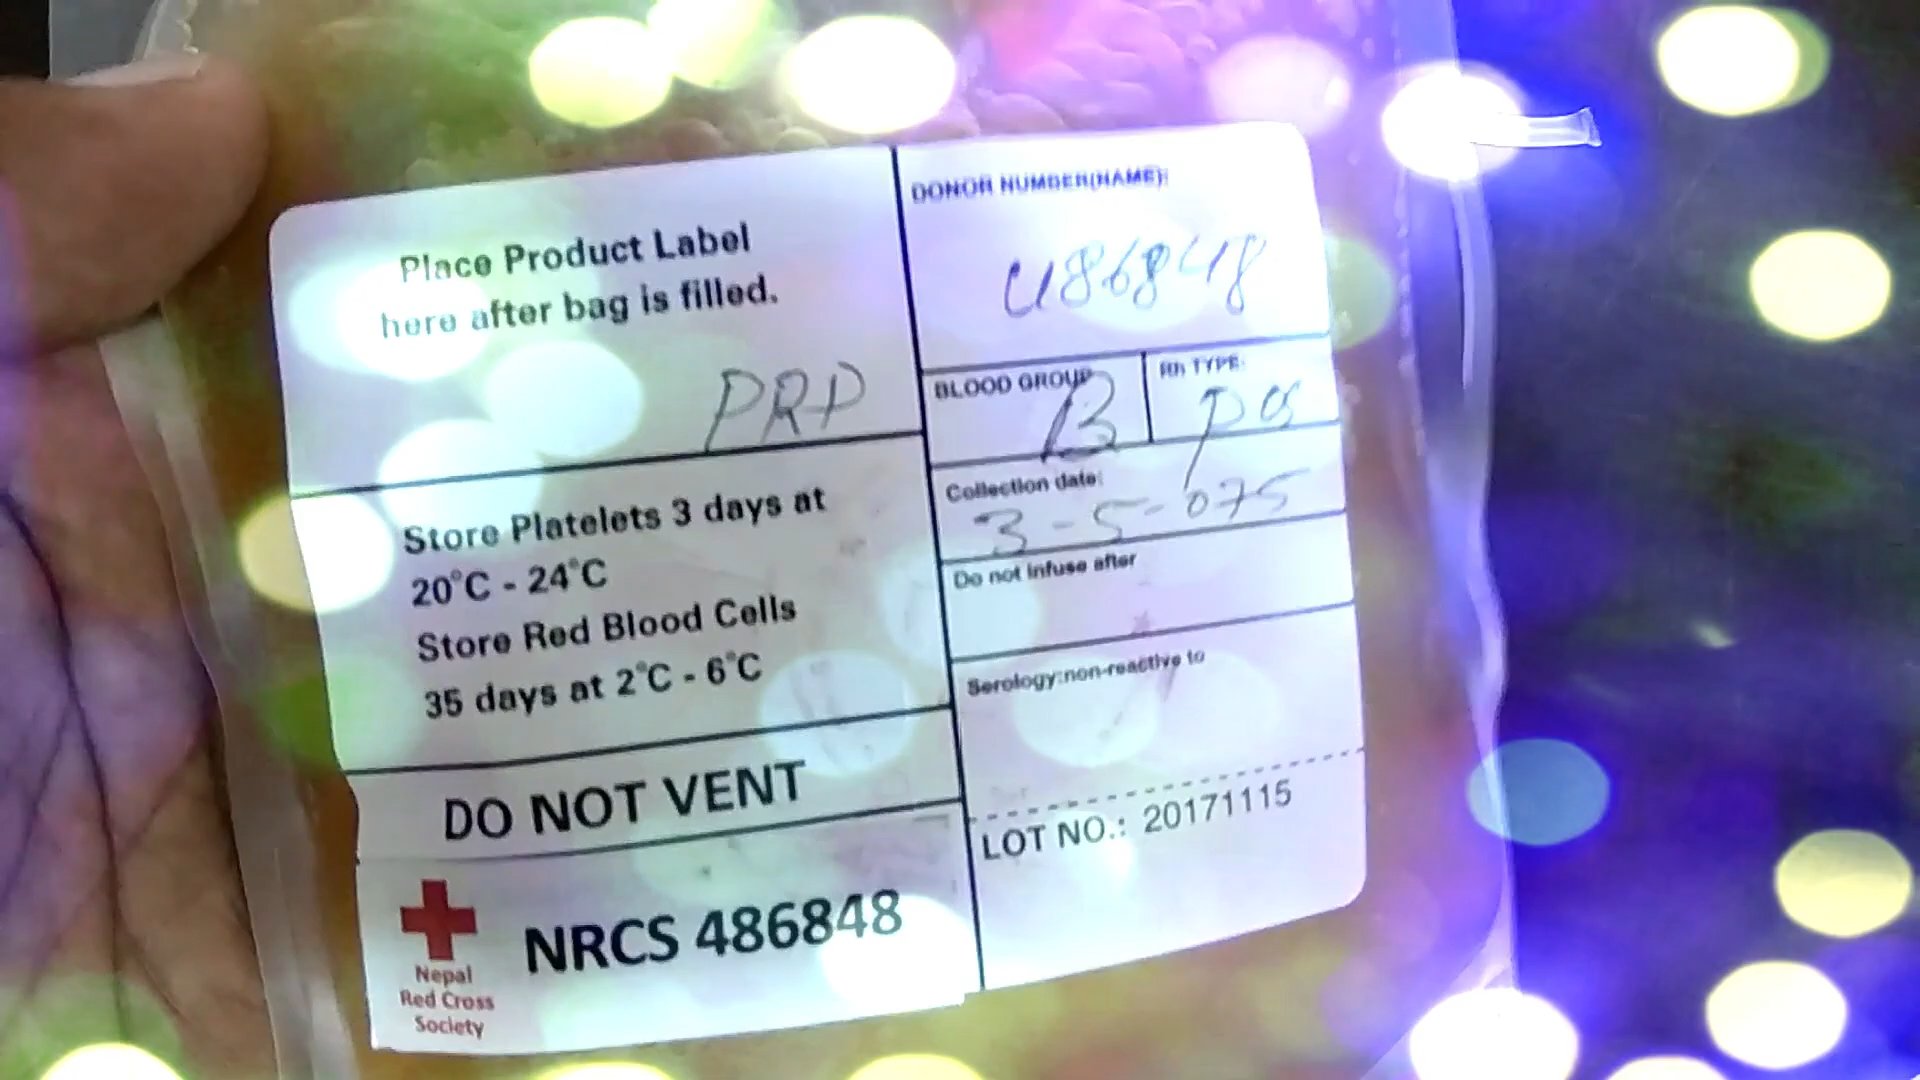 Place Product Label
here after bag is filled.
PRP
Store Platelets 3 days at
20°C - 24°C
Store Red Blood Cells
35 days at 2°C - 6°C
DO NOT VENT
Nepal
Red Cross
Society
NRCS 486848
DONOR NUMBER(NAME):
486848
BLOOD GROUP
B
Rh TYPE:
pos
Collection date:
3-5-075
Do not infuse after
Serology:non-reactive to
LOT NO.: 20171115